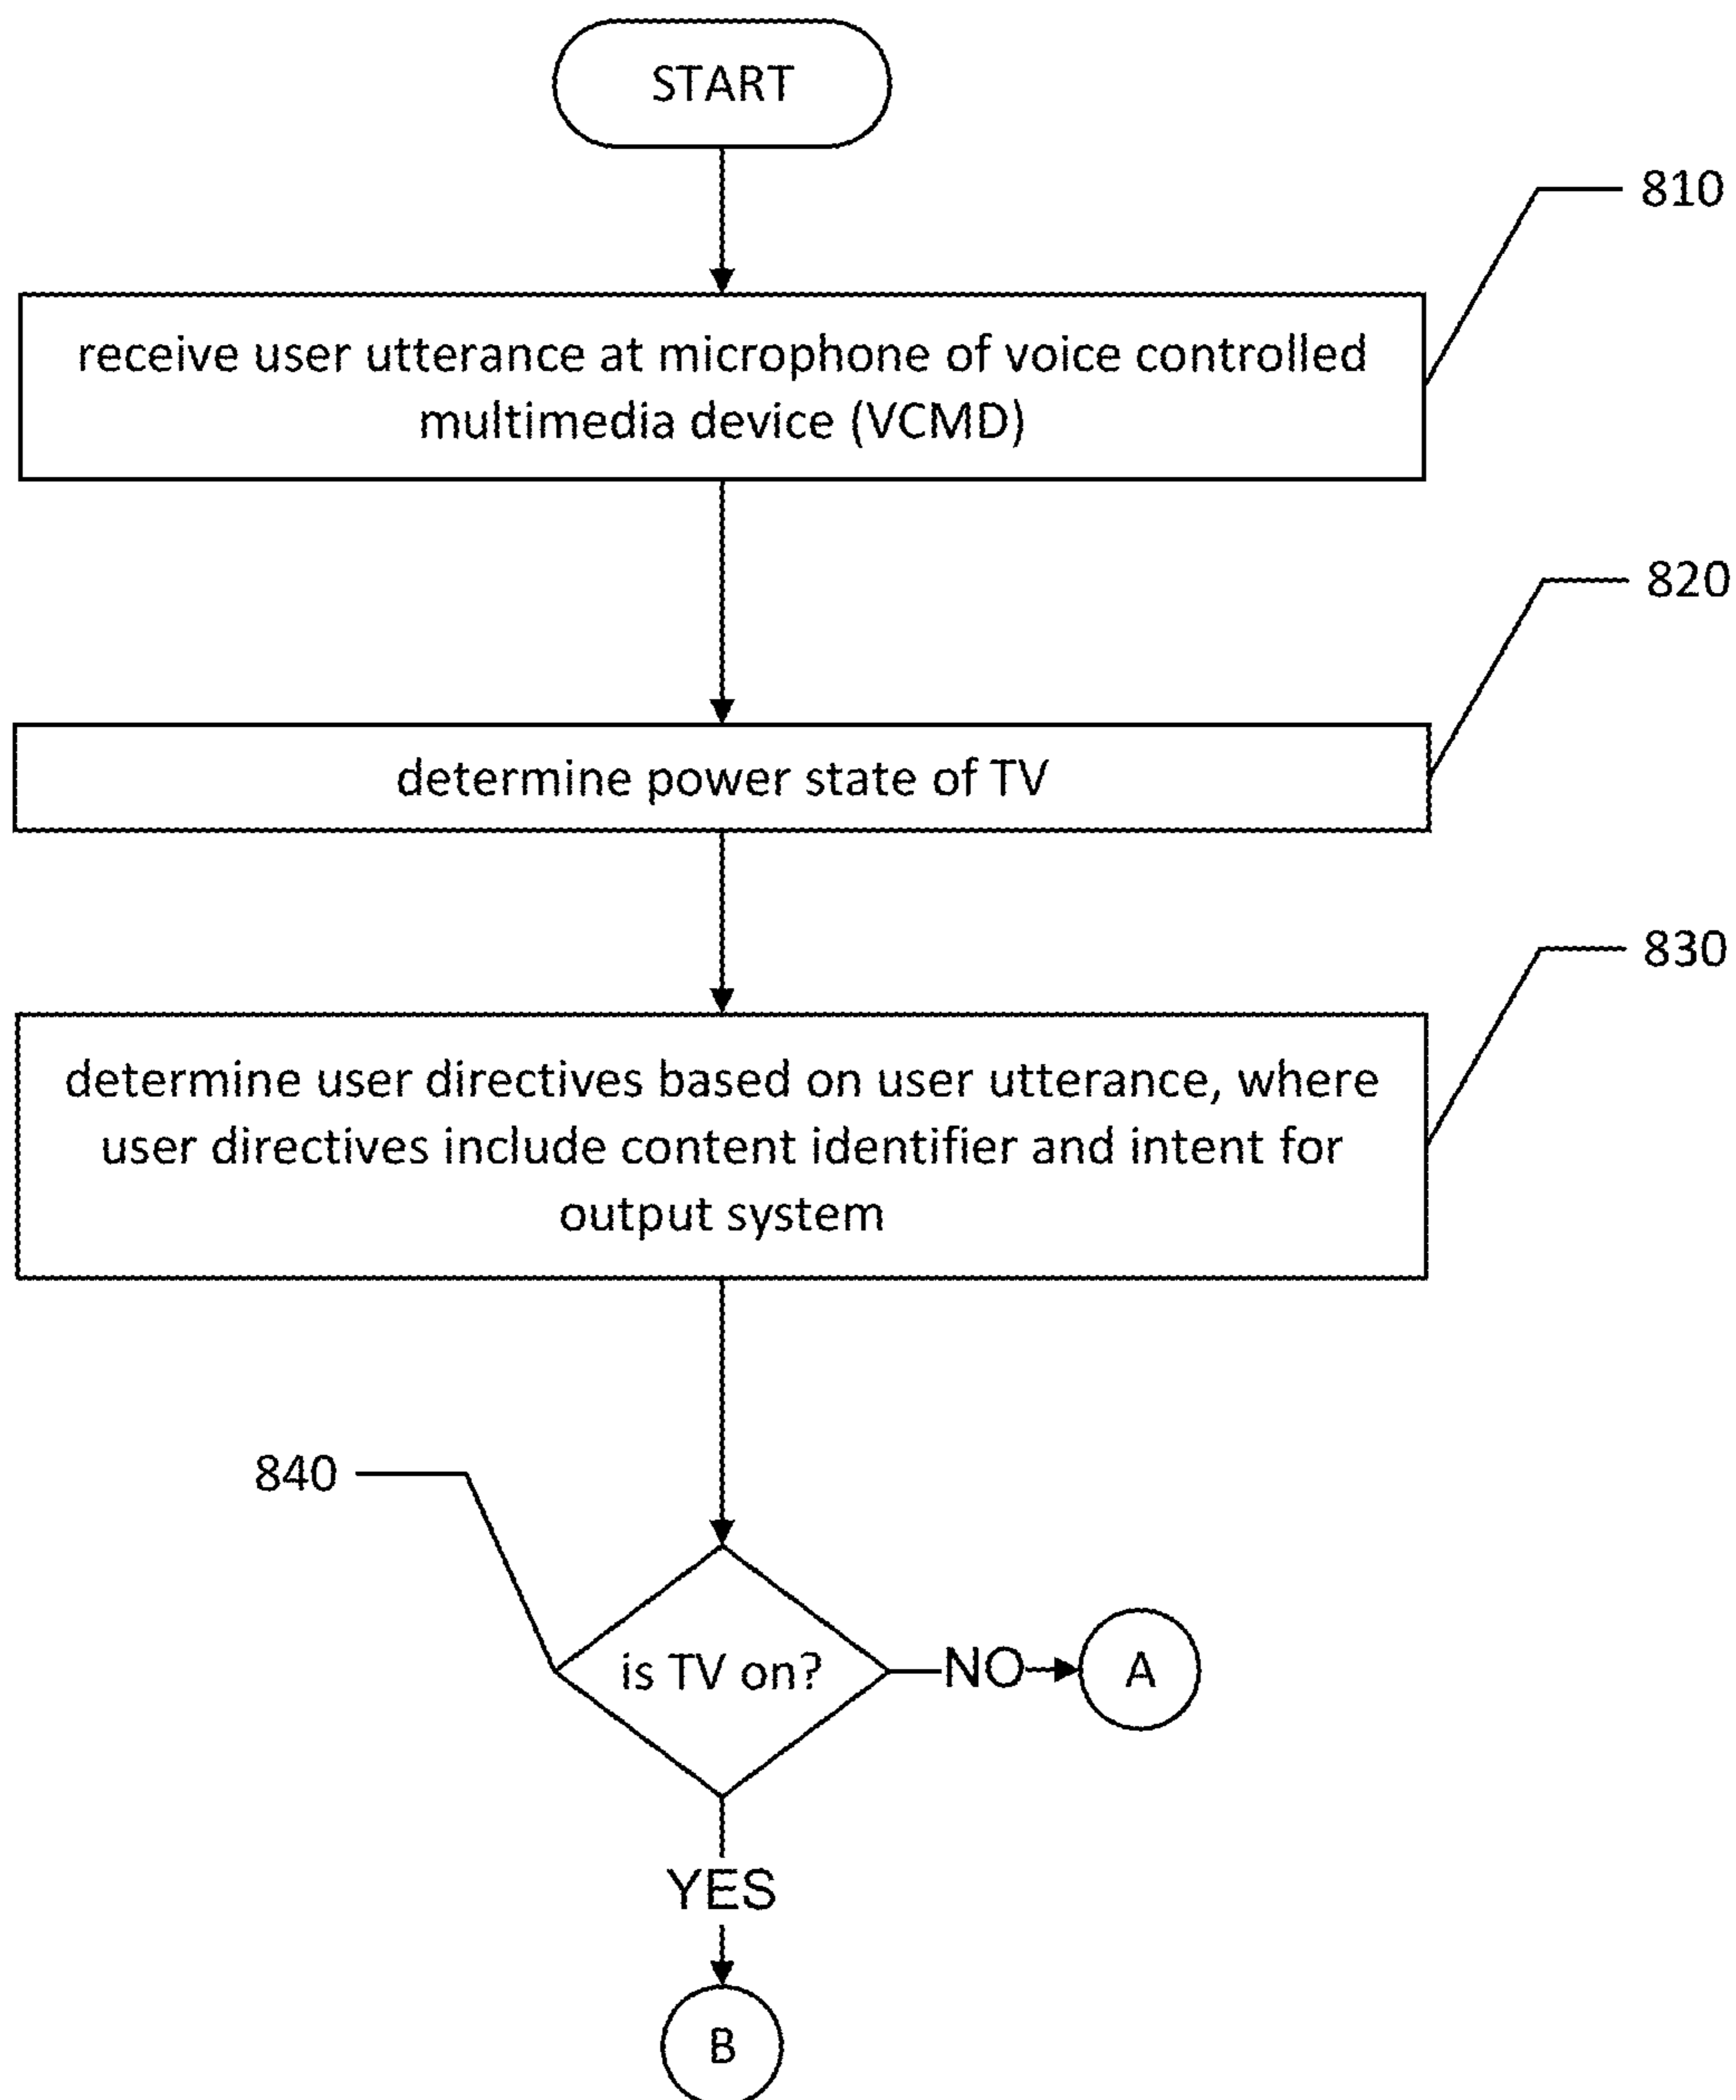 START
810
receive user utterance at microphone of voice controlled
multimedia device (VCMD)
820
determine power state of TV
830
determine user directives based on user utterance, where
user directives include content identifier and intent for
output system
840
is TV on?
NO
A
YES
B